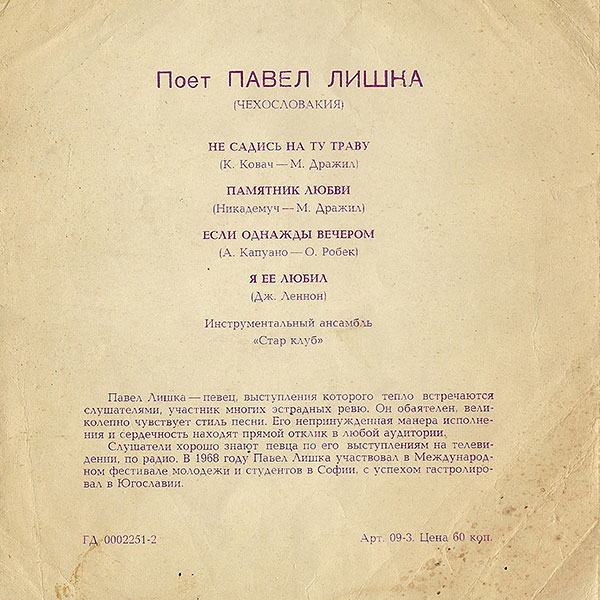 Поет ПАВЕЛ ЛИШКА
(ЧЕХОСЛОВАКИЯ)
НЕ САДИСЬ НА ТУ ТРАВУ
(К. Ковач — М. Дражил)
ПАМЯТНИК ЛЮБВИ
(Никадемуч — М. Дражил)
ЕСЛИ ОДНАЖДЫ ВЕЧЕРОМ
(А. Капуано — О. Робек)
Я ЕЕ ЛЮБИЛ
(Дж. Леннон)
Инструментальный ансамбль
«Стар клуб»
Павел Лишка — певец, выступления которого тепло встречаются
слушателями, участник многих эстрадных ревю. Он обаятелен, вели-
колепно чувствует стиль песни. Его непринужденная манера исполне-
ния и сердечность находят прямой отклик в любой аудитории.
Слушатели хорошо знают певца по его выступлениям на телеви-
дении, по радио. В 1968 году Павел Лишка участвовал в Международ-
ном фестивале молодежи и студентов в Софии, с успехом гастролиро-
вал в Югославии.
ГД 0002251-2
Арт. 09-3. Цена 60 коп.